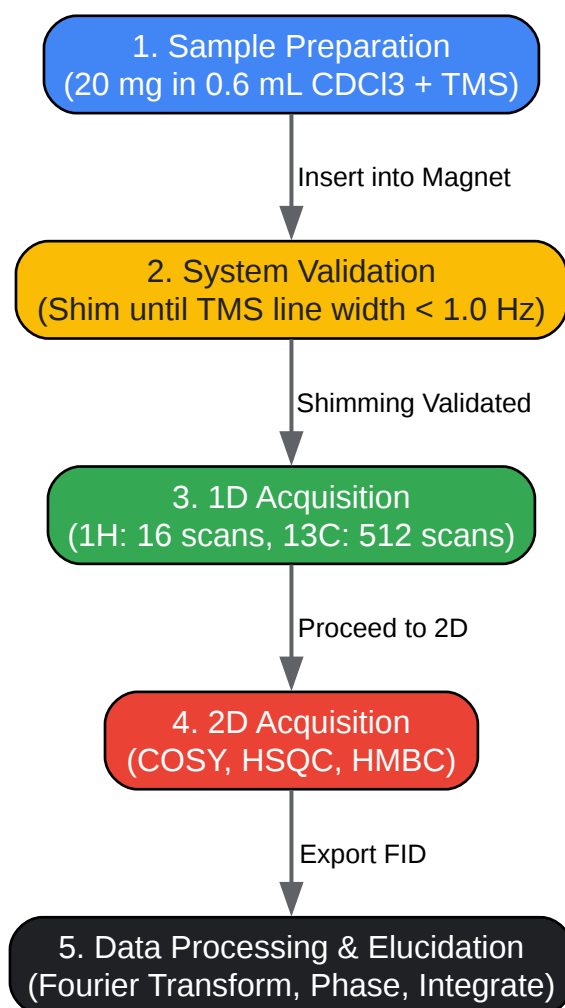 1. Sample Preparation
(20 mg in 0.6 mL CDCl3 + TMS)
Insert into Magnet
2. System Validation
(Shim until TMS line width < 1.0 Hz)
Shimming Validated
3. 1D Acquisition
(1H: 16 scans, 13C: 512 scans)
Proceed to 2D
4. 2D Acquisition
(COSY, HSQC, HMBC)
Export FID
5. Data Processing & Elucidation
(Fourier Transform, Phase, Integrate)